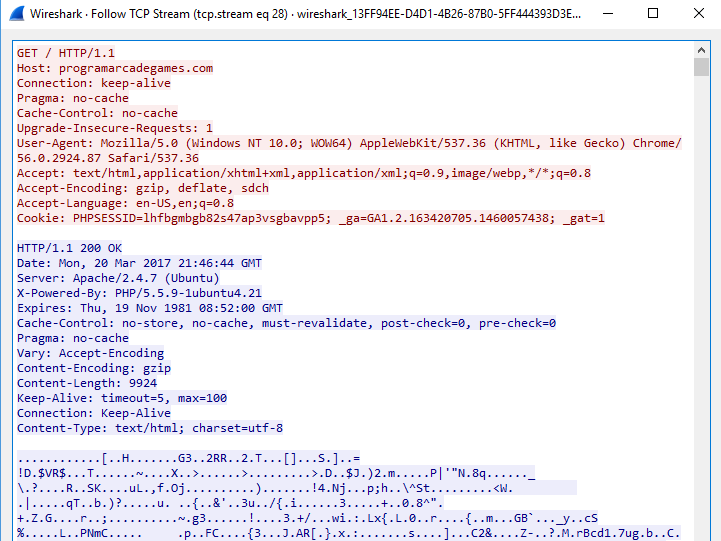 Wireshark · Follow TCP Stream (tcp.stream eq 28) · wireshark_13FF94EE-D4D1-4B26-87B0-5FF444393D3E...
GET / HTTP/1.1
Host: programarcadegames.com
Connection: keep-alive
Pragma: no-cache
Cache-Control: no-cache
Upgrade-Insecure-Requests: 1
User-Agent: Mozilla/5.0 (Windows NT 10.0; WOW64) AppleWebKit/537.36 (KHTML, like Gecko) Chrome/
56.0.2924.87 Safari/537.36
Accept: text/html,application/xhtml+xml,application/xml;q=0.9,image/webp,*/*;q=0.8
Accept-Encoding: gzip, deflate, sdch
Accept-Language: en-US,en;q=0.8
Cookie: PHPSESSID=lhfbgmbgb82s47ap3vsgbavpp5; _ga=GA1.2.163420705.1460057438; _gat=1
HTTP/1.1 200 OK
Date: Mon, 20 Mar 2017 21:46:44 GMT
Server: Apache/2.4.7 (Ubuntu)
X-Powered-By: PHP/5.5.9-1ubuntu4.21
Expires: Thu, 19 Nov 1981 08:52:00 GMT
Cache-Control: no-store, no-cache, must-revalidate, post-check=0, pre-check=0
Pragma: no-cache
Vary: Accept-Encoding
Content-Encoding: gzip
Content-Length: 9924
Keep-Alive: timeout=5, max=100
Connection: Keep-Alive
Content-Type: text/html; charset=utf-8
............[..H.......G3..2RR..2.T...[]...S.]..=
!D.$VR$...T......~....X..>......>.........>.D..$J.)2.m.....P|'"N.8q......_
\.?....R..SK....uL.,f.Oj..........).......!4.Nj...p;h..\^St.........<W.
.|.....qT..b.)?.....u. ..{..&'..3u../{.i......3.....+..0.8^".
+.Z.G....r..;..........~.g3......!....3.+/...wi.:.Lx{.L.0..r....{..m...GB`..._y..cS
%.....L..PNmC..... .p..FC....{3...J.AR[.}.x.:.......s....]...C2&....Z-..?.M.rBcd1.7ug.b..C.